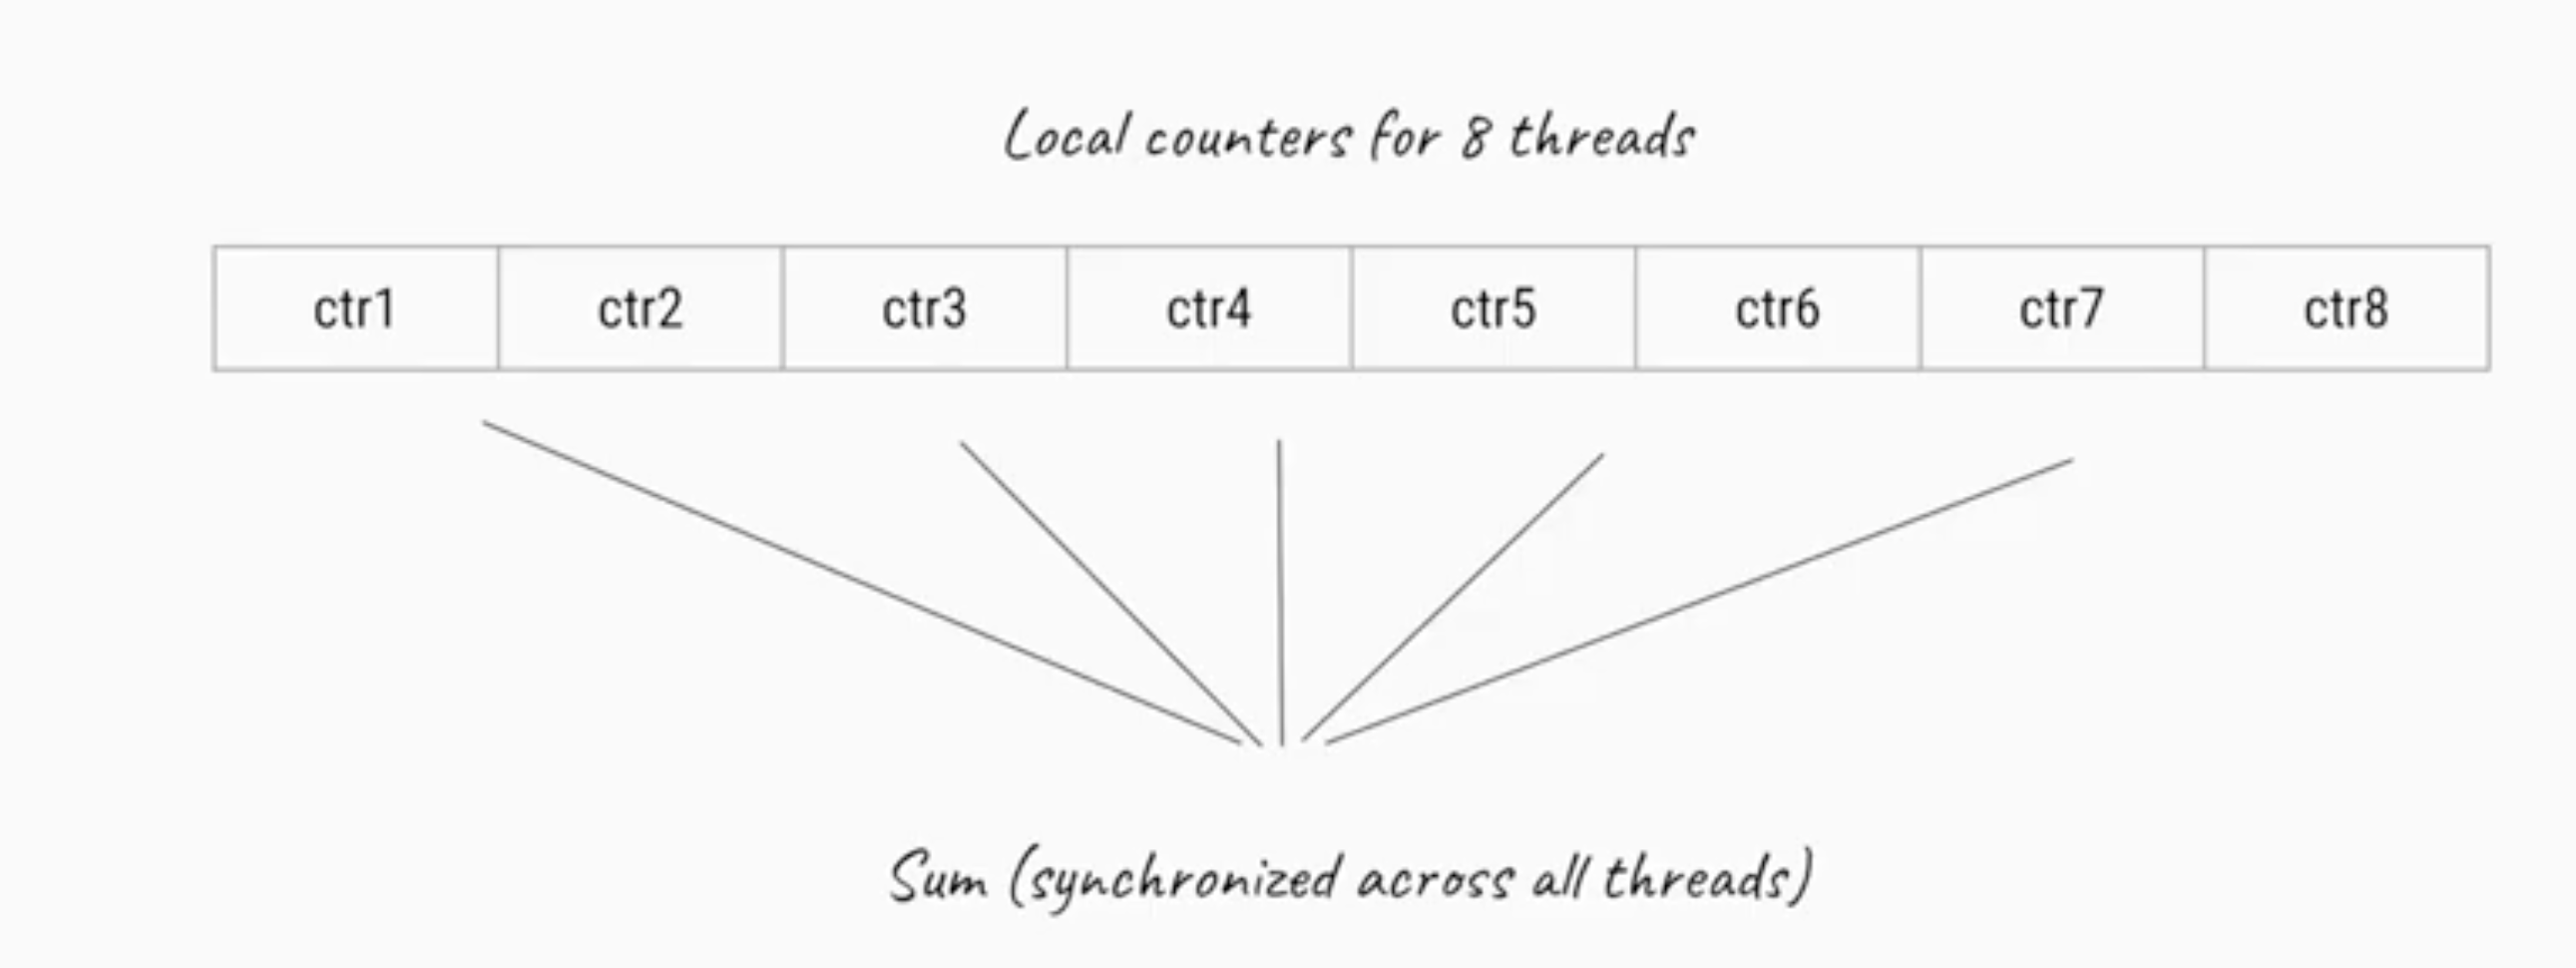 Local counters for 8 threads
ctr1 ctr2 ctr3 ctr4 ctr5 ctr6 ctr7 ctr8
Sum (synchronized across all threads)